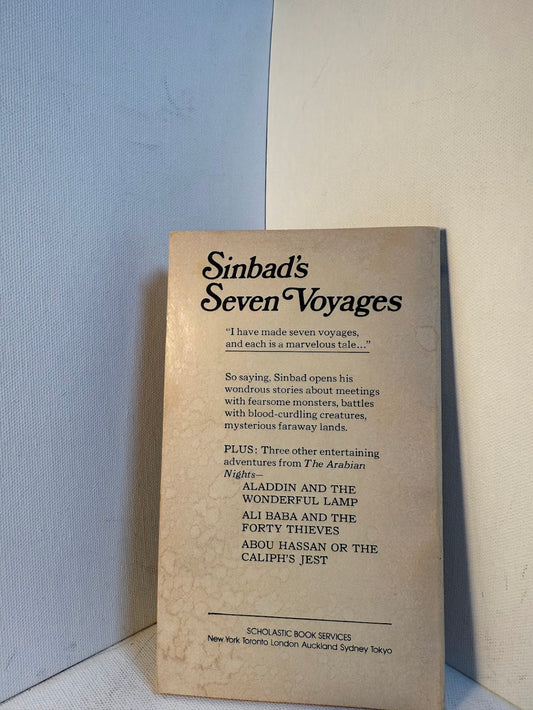 Sinbad's
Seven Voyages
"I have made seven voyages,
and each is a marvelous tale..."
So saying, Sinbad opens his
wondrous stories about meetings
with fearsome monsters, battles
with blood-curdling creatures,
mysterious faraway lands.
PLUS: Three other entertaining
adventures from The Arabian
Nights—
ALADDIN AND THE
WONDERFUL LAMP
ALI BABA AND THE
FORTY THIEVES
ABOU HASSAN OR THE
CALIPH'S JEST
SCHOLASTIC BOOK SERVICES
New York Toronto London Auckland Sydney Tokyo